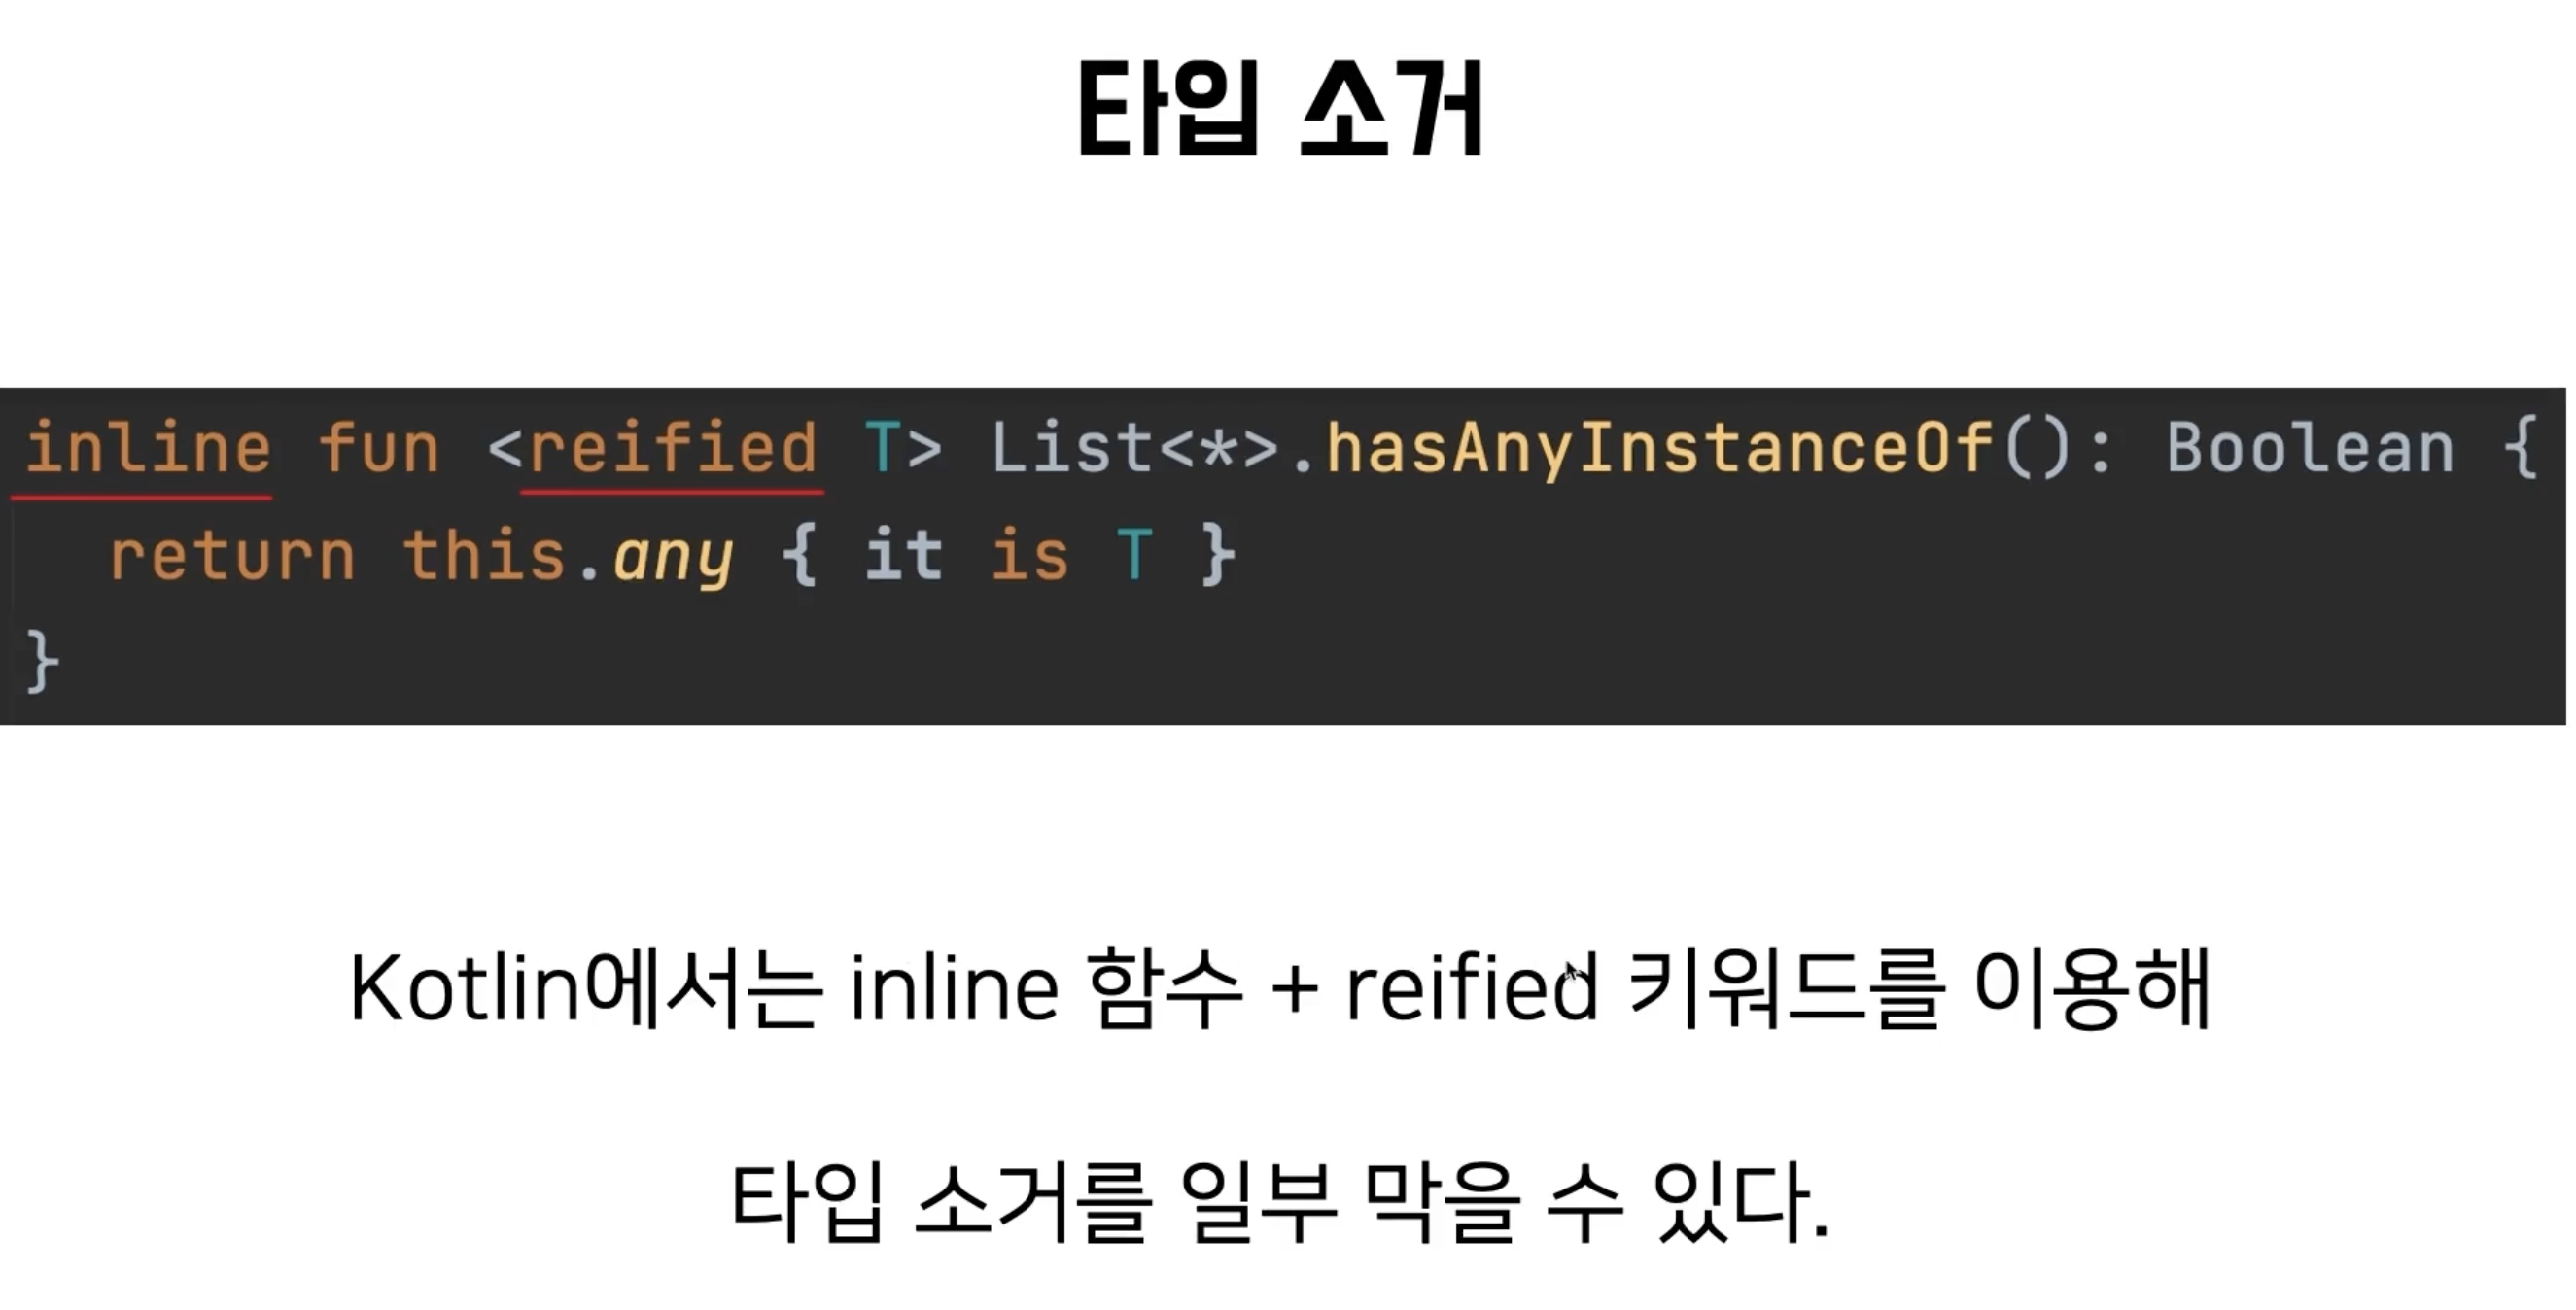 타입 소거
inline fun <reified T> List<*>.hasAnyInstanceOf(): Boolean {
return this.any { it is T }
}
Kotlin에서는 inline 함수 + reified 키워드를 이용해
타입 소거를 일부 막을 수 있다.